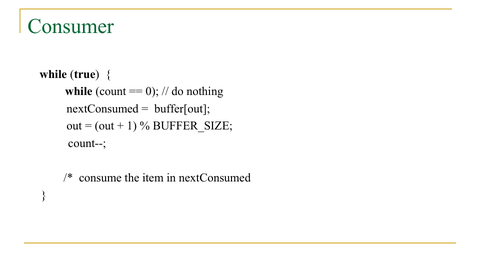 Consumer
while (true) {
while (count == 0); // do nothing
nextConsumed = buffer[out];
out = (out + 1) % BUFFER_SIZE;
count--;
/* consume the item in nextConsumed
}